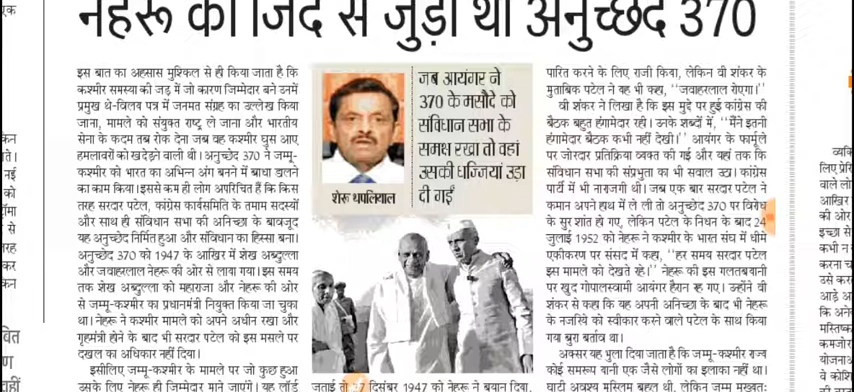 नेहरू की जिद से जुड़ा था अनुच्छेद 370
इस बात का अहसास मुश्किल से ही किया जाता है कि
कश्मीर समस्या की जड़ में जो कारण जिम्मेदार बने उनमें
प्रमुख थे-विलय पत्र में जनमत संग्रह का उल्लेख किया
जाना, मामले को संयुक्त राष्ट्र ले जाना और भारतीय
सेना के कदम तब रोक देना जब वह कश्मीर घुस आए
हमलावरों को खदेड़ने वाली थी। अनुच्छेद 370 ने जम्मू-
कश्मीर को भारत का अभिन्न अंग बनने में बाधा डालने
का काम किया। इससे कम ही लोग अपरिचित हैं कि किस
तरह सरदार पटेल, कांग्रेस कार्यसमिति के तमाम सदस्यों
और साथ ही संविधान सभा की अनिच्छा के बावजूद
यह अनुच्छेद निर्मित हुआ और संविधान का हिस्सा बना।
अनुच्छेद 370 को 1947 के आखिर में शेख अब्दुल्ला
और जवाहरलाल नेहरू की ओर से लाया गया। इस समय
तक शेख अब्दुल्ला को महाराजा और नेहरू की ओर
से जम्मू-कश्मीर का प्रधानमंत्री नियुक्त किया जा चुका
था। नेहरू ने कश्मीर मामले को अपने अधीन रखा और
गृहमंत्री होने के बाद भी सरदार पटेल को इस मसले पर
दखल का अधिकार नहीं दिया।
इसीलिए जम्मू-कश्मीर के मामले पर जो कुछ हुआ
उसके लिए नेहरू ही जिम्मेदार माने जाएंगे। यह लॉर्ड
शेरू थपलियाल
जब आयंगर ने
370 के मसौदे को
संविधान सभा के
समक्ष रखा तो वहां
उसकी धज्जियां उड़ा
दी गईं
जताई तो 27 दिसंबर 1947 को नेहरू ने बयान दिया,
पारित करने के लिए राजी किया, लेकिन वी शंकर के
मुताबिक पटेल ने यह भी कहा, ‘‘जवाहरलाल रोएगा।’’
वी शंकर ने लिखा है कि इस मुद्दे पर हुई कांग्रेस की
बैठक बहुत हंगामेदार रही। उनके शब्दों में, ‘‘मैंने इतनी
हंगामेदार बैठक कभी नहीं देखी।’’ आयंगर के फार्मूले
पर जोरदार प्रतिक्रिया व्यक्त की गई और यहां तक कि
संविधान सभा की संप्रभुता का भी सवाल उठा। कांग्रेस
पार्टी में भी नाराजगी थी। जब एक बार सरदार पटेल ने
कमान अपने हाथ में ले ली तो अनुच्छेद 370 पर विरोध
के सुर शांत हो गए, लेकिन पटेल के निधन के बाद 24
जुलाई 1952 को नेहरू ने कश्मीर के भारत संघ में धीमे
एकीकरण पर संसद में कहा, ‘‘हर समय सरदार पटेल
इस मामले को देखते रहे।’’ नेहरू की इस गलतबयानी
पर खुद गोपालस्वामी आयंगर हैरान रह गए। उन्होंने वी
शंकर से कहा कि यह अपनी अनिच्छा के बाद भी नेहरू
के नजरिये को स्वीकार करने वाले पटेल के साथ किया
गया बुरा बर्ताव था।
अक्सर यह भुला दिया जाता है कि जम्मू-कश्मीर राज्य
कोई समरूप यानी एक जैसे लोगों का इलाका नहीं था।
घाटी अवश्य मुस्लिम बहुल थी, लेकिन जम्मू मुख्यत: